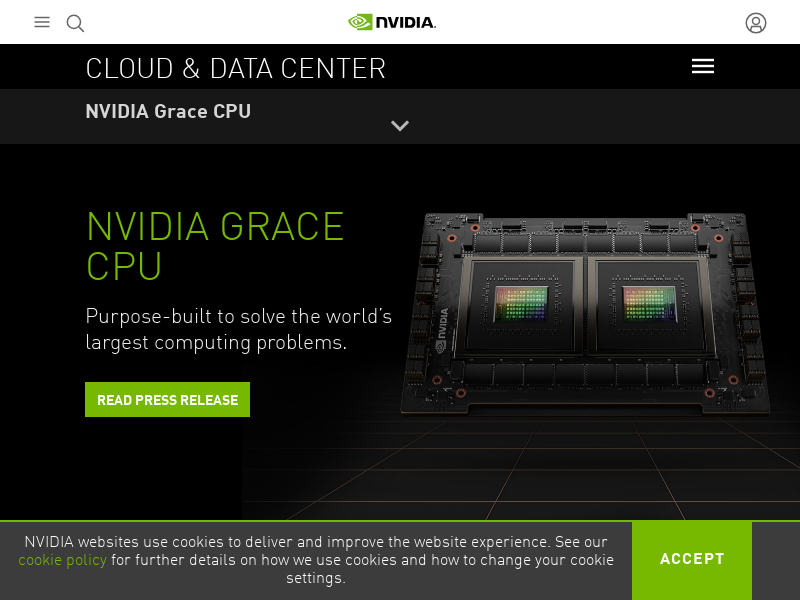 NVIDIA.
CLOUD & DATA CENTER
NVIDIA Grace CPU
NVIDIA GRACE
CPU
Purpose-built to solve the world's
largest computing problems.
READ PRESS RELEASE
NVIDIA
NVIDIA websites use cookies to deliver and improve the website experience. See our
cookie policy for further details on how we use cookies and how to change your cookie
settings.
ACCEPT